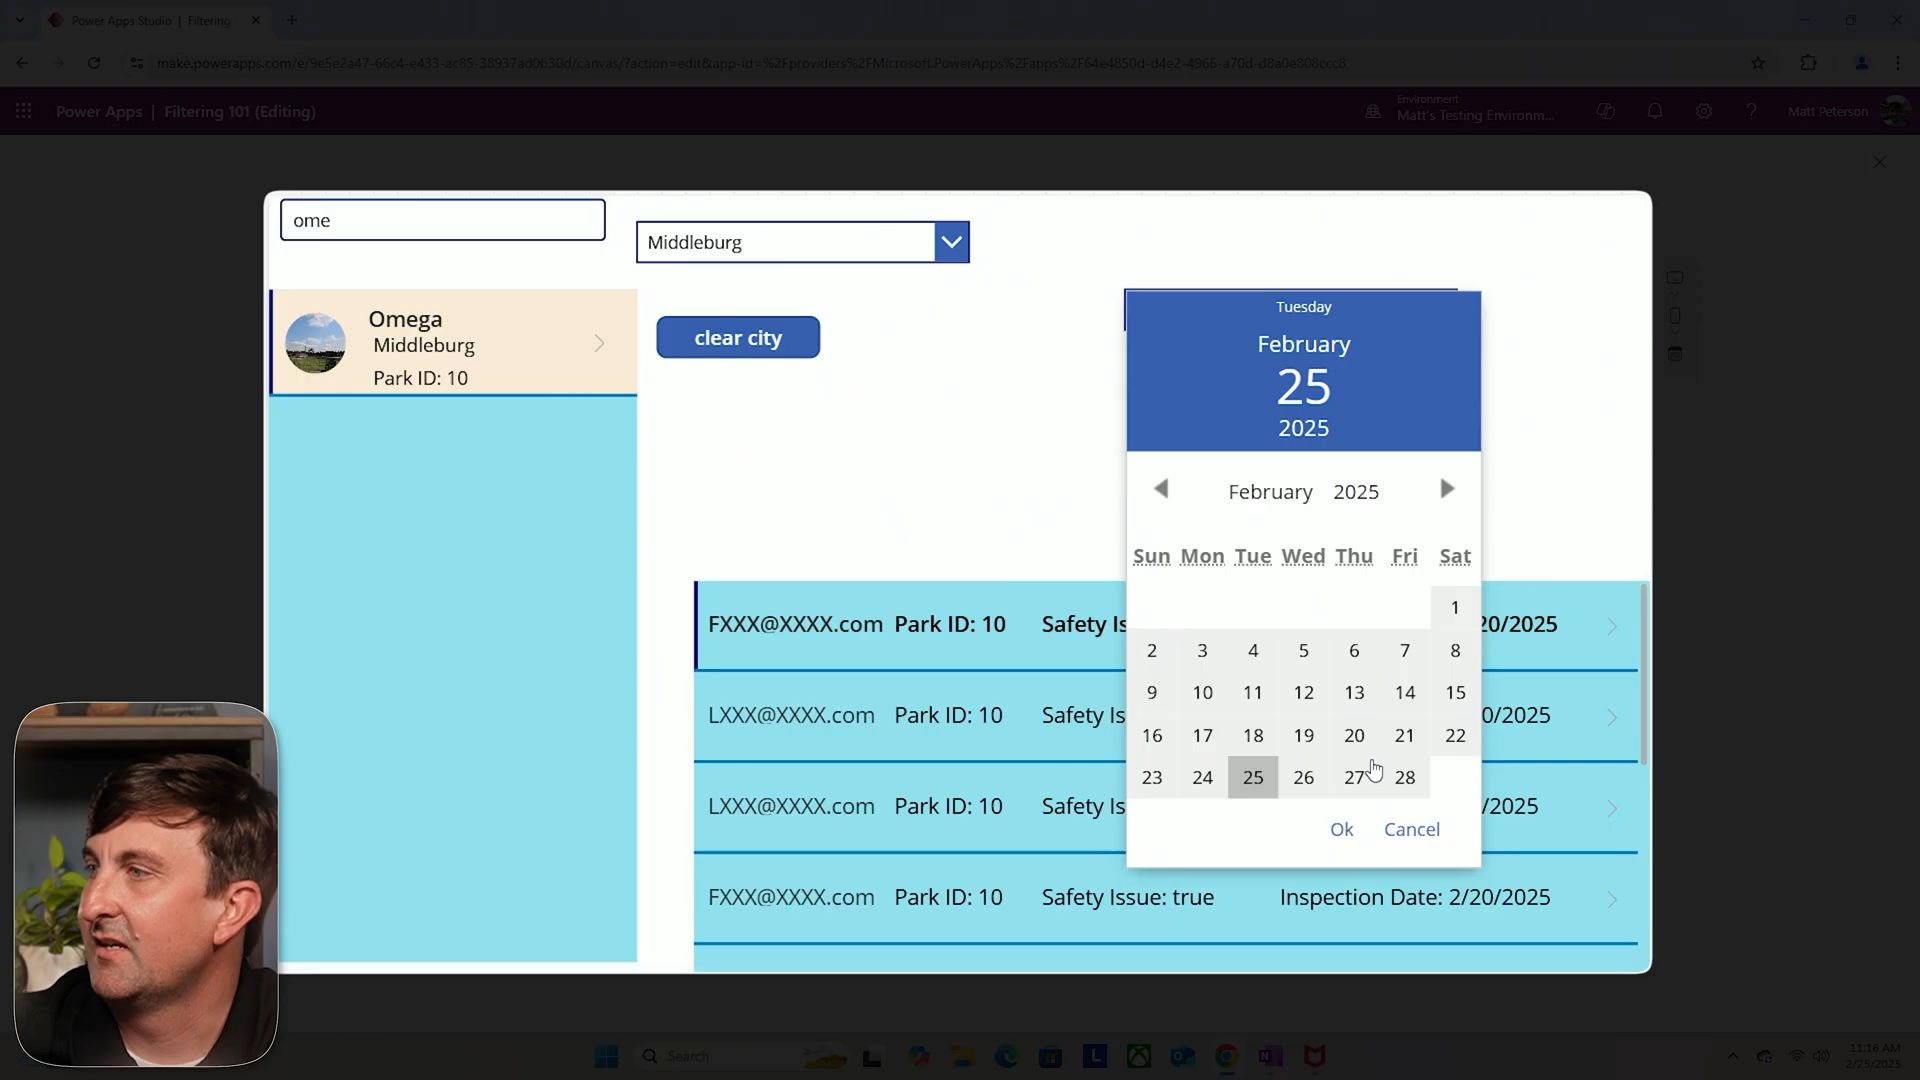 Power Apps Studio | Filtering
make.powerapps.com/e/9e5e2a47-66c4-e433-ac85-38937ad0b30d/canvas/?action=edit&app-id=%2Fproviders%2FMicrosoft.PowerApps%2Fapps%2F64e4850d-d4e2-4966-a70d-d8a0e808ccc8
Power Apps | Filtering 101 (Editing)
Environment
Matt's Testing Environm...
Matt Peterson
ome
Middleburg
Omega
Middleburg
Park ID: 10
clear city
Tuesday
February
25
2025
February 2025
Sun Mon Tue Wed Thu Fri Sat
1
2 3 4 5 6 7 8
9 10 11 12 13 14 15
16 17 18 19 20 21 22
23 24 25 26 27 28
Ok Cancel
FXXX@XXXX.com Park ID: 10 Safety Is 20/2025
LXXX@XXXX.com Park ID: 10 Safety Is 0/2025
LXXX@XXXX.com Park ID: 10 Safety Is /2025
FXXX@XXXX.com Park ID: 10 Safety Issue: true Inspection Date: 2/20/2025
Search
11:16 AM
2/25/2025